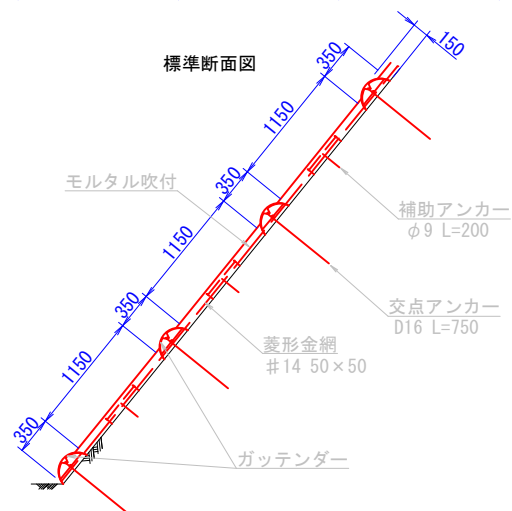 標準断面図
150
350
1150
350
1150
350
1150
350
モルタル吹付
補助アンカー
φ9 L=200
交点アンカー
D16 L=750
菱形金網
#14 50×50
ガッテンダー